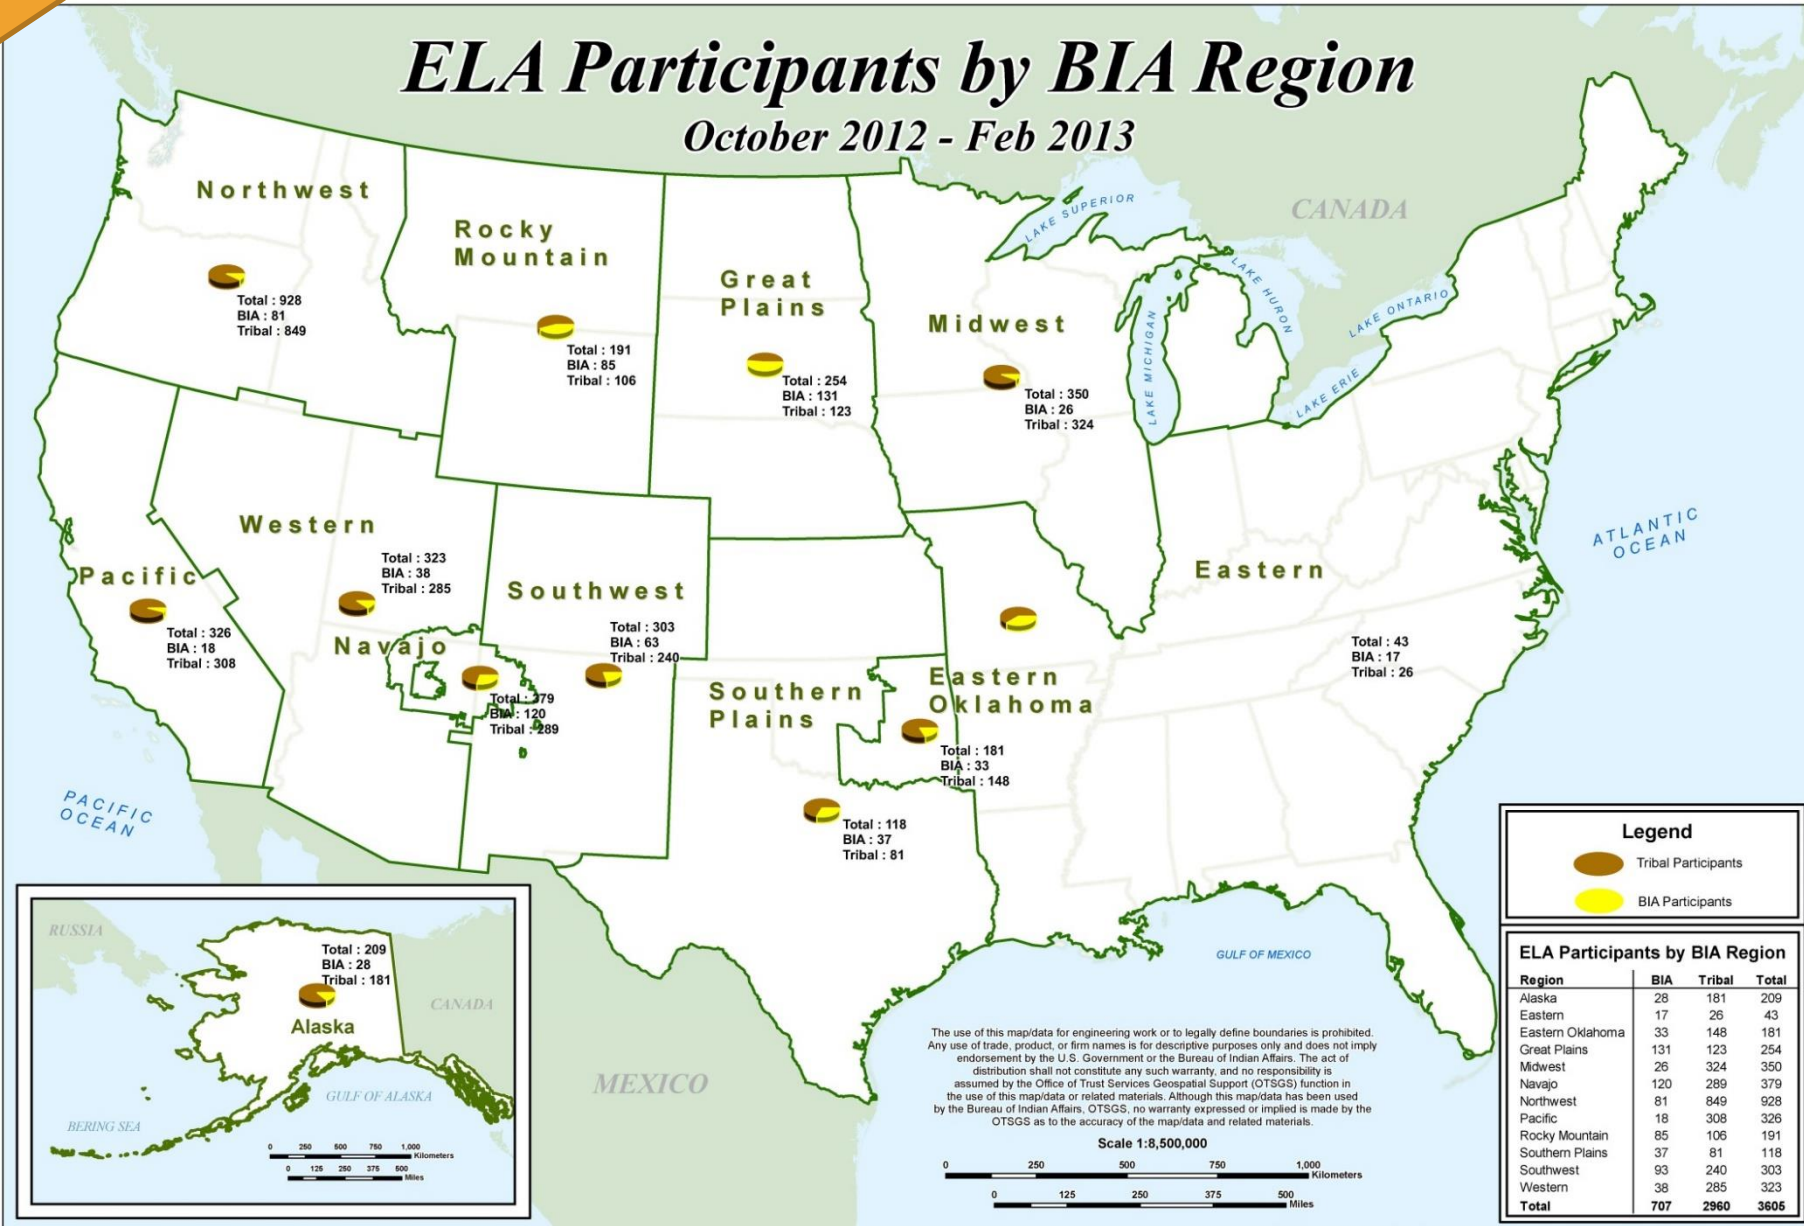 ELA Participants by BIA Region
October 2012 - Feb 2013
CANADA
LAKE SUPERIOR
LAKE HURON
LAKE ONTARIO
LAKE MICHIGAN
LAKE ERIE
Northwest
Total : 928
BIA : 81
Tribal : 849
Rocky
Mountain
Total : 191
BIA : 85
Tribal : 106
Great
Plains
Total : 254
BIA : 131
Tribal : 123
Midwest
Total : 350
BIA : 26
Tribal : 324
Western
Total : 323
BIA : 38
Tribal : 285
Pacific
Total : 326
BIA : 18
Tribal : 308
Navajo
Total : 379
BIA : 120
Tribal : 289
Southwest
Total : 303
BIA : 63
Tribal : 240
Southern
Plains
Total : 118
BIA : 37
Tribal : 81
Eastern
Oklahoma
Total : 181
BIA : 33
Tribal : 148
Eastern
Total : 43
BIA : 17
Tribal : 26
ATLANTIC
OCEAN
PACIFIC
OCEAN
GULF OF MEXICO
MEXICO
RUSSIA
Total : 209
BIA : 28
Tribal : 181
Alaska
CANADA
GULF OF ALASKA
BERING SEA
0 250 500 750 1,000
Kilometers
0 125 250 375 500
Miles
The use of this map/data for engineering work or to legally define boundaries is prohibited.
Any use of trade, product, or firm names is for descriptive purposes only and does not imply
endorsement by the U.S. Government or the Bureau of Indian Affairs. The act of
distribution shall not constitute any such warranty, and no responsibility is
assumed by the Office of Trust Services Geospatial Support (OTSGS) function in
the use of this map/data or related materials. Although this map/data has been used
by the Bureau of Indian Affairs, OTSGS, no warranty expressed or implied is made by the
OTSGS as to the accuracy of the map/data and related materials.
Scale 1:8,500,000
0 250 500 750 1,000
Kilometers
0 125 250 375 500
Miles
Legend
Tribal Participants
BIA Participants
ELA Participants by BIA Region
Region BIA Tribal Total
Alaska 28 181 209
Eastern 17 26 43
Eastern Oklahoma 33 148 181
Great Plains 131 123 254
Midwest 26 324 350
Navajo 120 289 379
Northwest 81 849 928
Pacific 18 308 326
Rocky Mountain 85 106 191
Southern Plains 37 81 118
Southwest 93 240 303
Western 38 285 323
Total 707 2960 3605